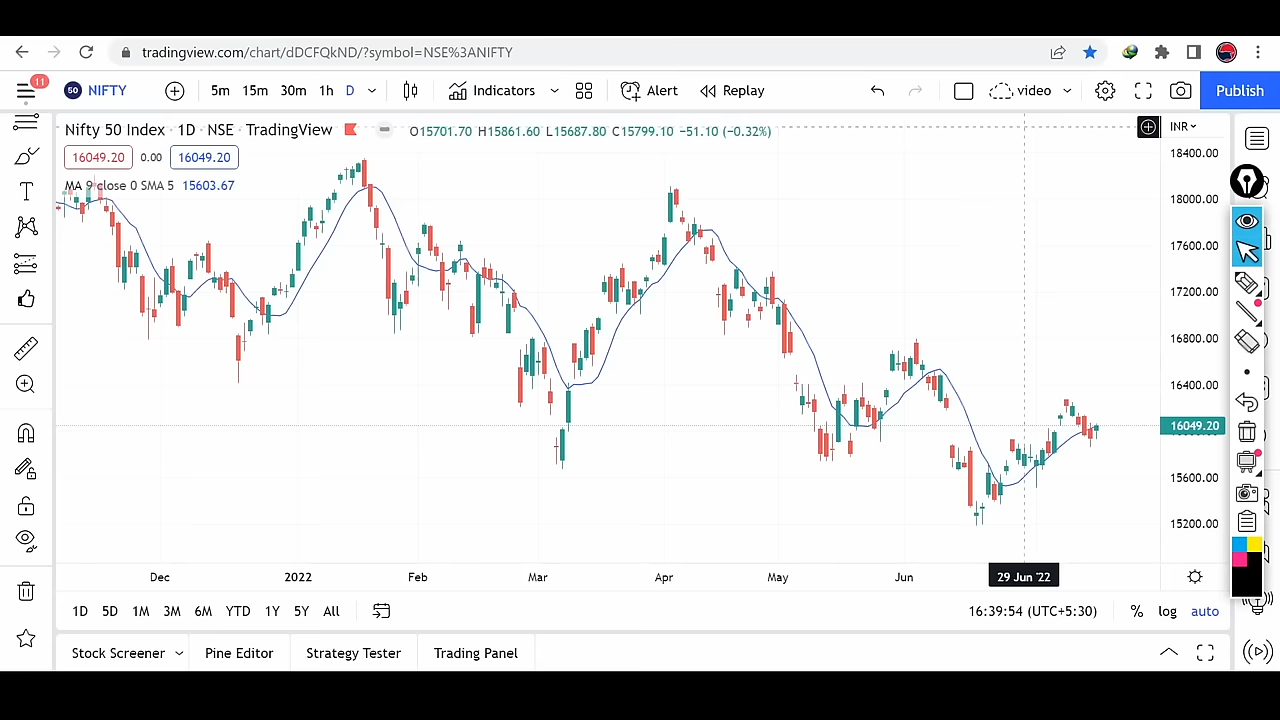 tradingview.com/chart/dDCFQkND/?symbol=NSE%3ANIFTY
11 50 NIFTY 5m 15m 30m 1h D Indicators Alert Replay video Publish
Nifty 50 Index · 1D · NSE · TradingView O15701.70 H15861.60 L15687.80 C15799.10 −51.10 (−0.32%) INR
16049.20 0.00 16049.20
MA 9 close 0 SMA 5 15603.67
18400.00
18000.00
17600.00
17200.00
16800.00
16400.00
16049.20
15600.00
15200.00
Dec 2022 Feb Mar Apr May Jun 29 Jun '22
1D 5D 1M 3M 6M YTD 1Y 5Y All 16:39:54 (UTC+5:30) % log auto
Stock Screener Pine Editor Strategy Tester Trading Panel